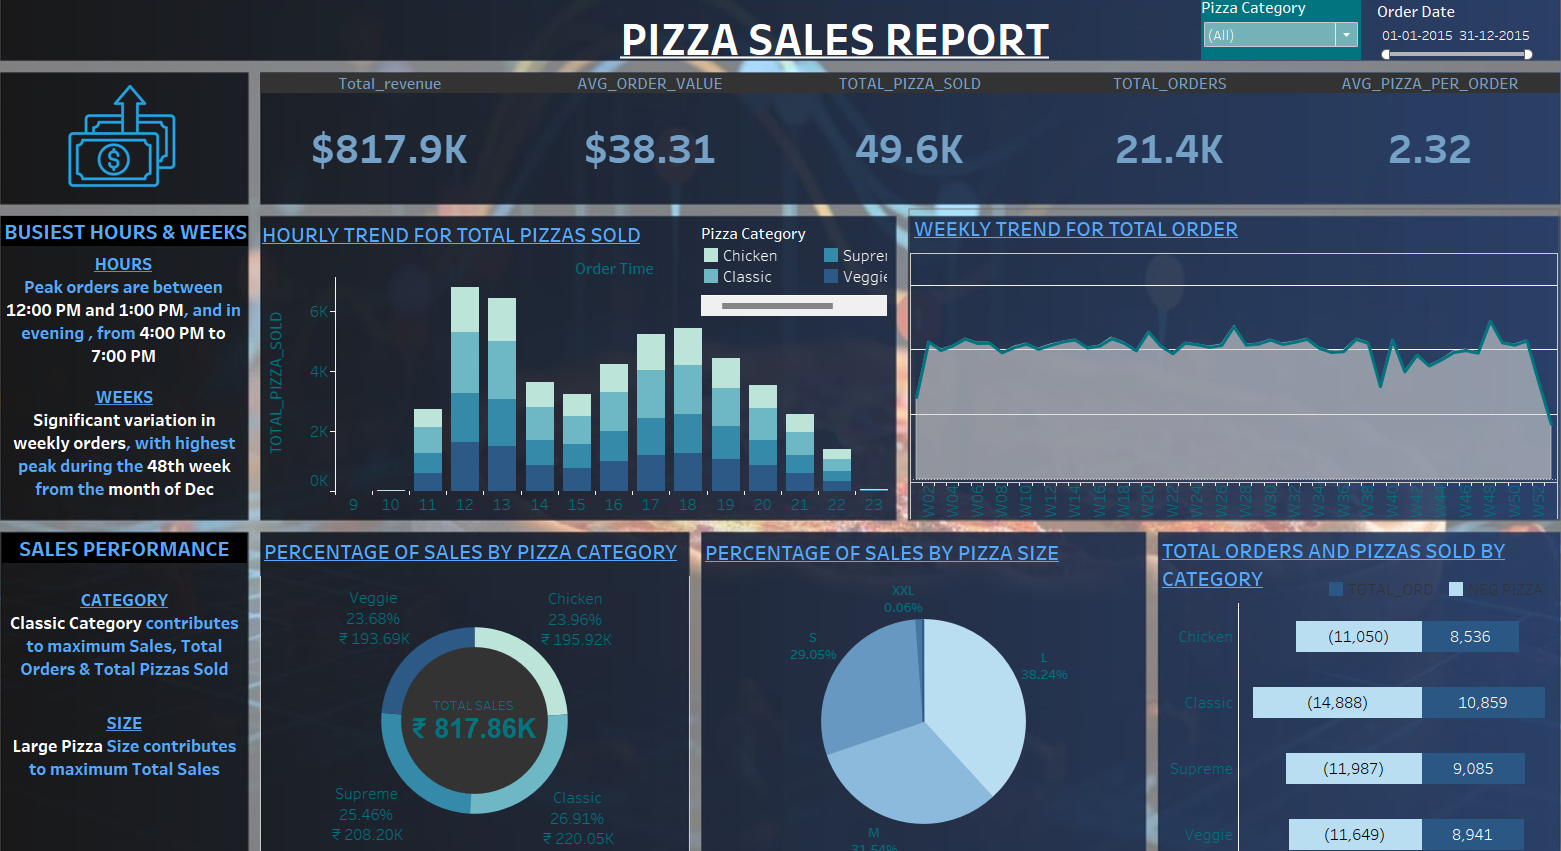 PIZZA SALES REPORT
Pizza Category
(All)
Order Date
01-01-2015 31-12-2015
Total_revenue
$817.9K
AVG_ORDER_VALUE
$38.31
TOTAL_PIZZA_SOLD
49.6K
TOTAL_ORDERS
21.4K
AVG_PIZZA_PER_ORDER
2.32
BUSIEST HOURS & WEEKS
HOURS
Peak orders are between
12:00 PM and 1:00 PM, and in
evening , from 4:00 PM to
7:00 PM
WEEKS
Significant variation in
weekly orders, with highest
peak during the 48th week
from the month of Dec
HOURLY TREND FOR TOTAL PIZZAS SOLD
Pizza Category
Chicken
Supre
Classic
Veggie
Order Time
TOTAL_PIZZA_SOLD
6K
4K
2K
0K
9 10 11 12 13 14 15 16 17 18 19 20 21 22 23
WEEKLY TREND FOR TOTAL ORDER
W02 W04 W06 W08 W10 W12 W14 W16 W18 W20 W22 W24 W26 W28 W30 W32 W34 W36 W38 W40 W42 W44 W46 W48 W50 W52
SALES PERFORMANCE
CATEGORY
Classic Category contributes
to maximum Sales, Total
Orders & Total Pizzas Sold
SIZE
Large Pizza Size contributes
to maximum Total Sales
PERCENTAGE OF SALES BY PIZZA CATEGORY
Veggie
23.68%
₹ 193.69K
Chicken
23.96%
₹ 195.92K
TOTAL SALES
₹ 817.86K
Supreme
25.46%
₹ 208.20K
Classic
26.91%
₹ 220.05K
PERCENTAGE OF SALES BY PIZZA SIZE
XXL
0.06%
S
29.05%
L
38.24%
M
31.54%
TOTAL ORDERS AND PIZZAS SOLD BY
CATEGORY
TOTAL_ORD
NEG PIZZA
Chicken (11,050) 8,536
Classic (14,888) 10,859
Supreme (11,987) 9,085
Veggie (11,649) 8,941